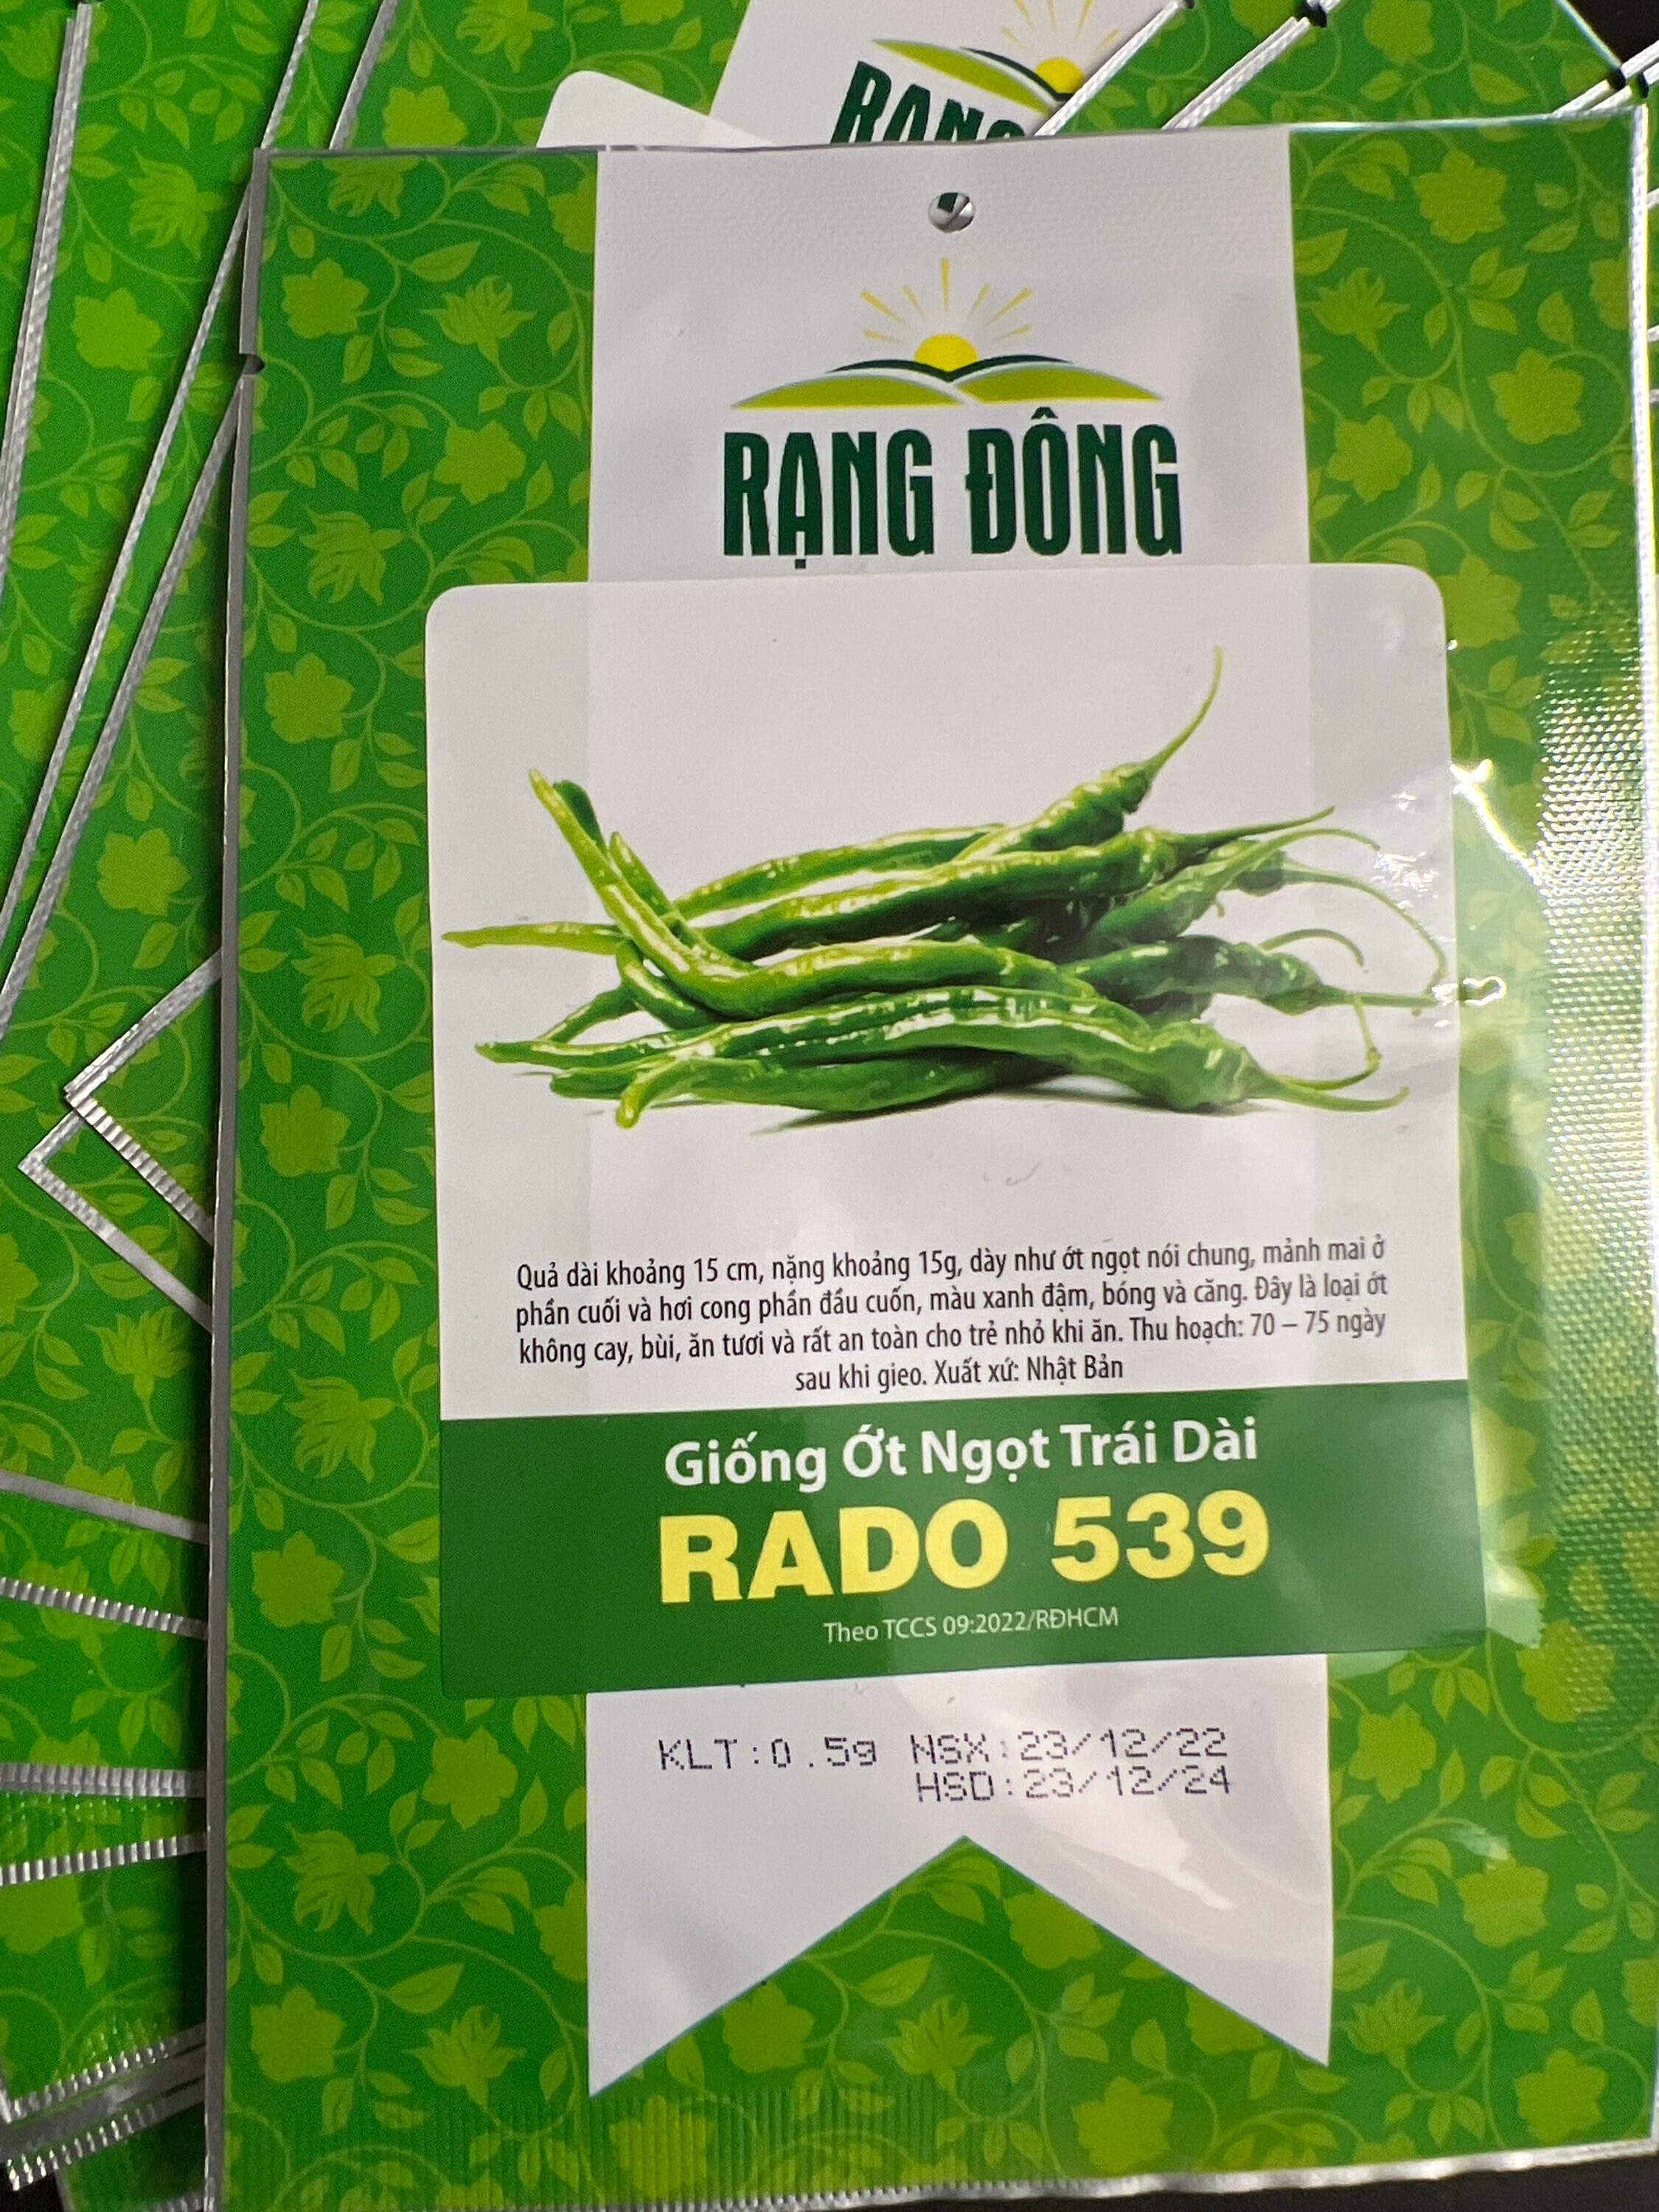 RẠNG
RẠNG ĐÔNG
Quả dài khoảng 15 cm, nặng khoảng 15g, dày như ớt ngọt nói chung, mảnh mai ở
phần cuối và hơi cong phần đầu cuốn, màu xanh đậm, bóng và căng. Đây là loại ớt
không cay, bùi, ăn tươi và rất an toàn cho trẻ nhỏ khi ăn. Thu hoạch: 70 – 75 ngày
sau khi gieo. Xuất xứ: Nhật Bản
Giống Ớt Ngọt Trái Dài
RADO 539
Theo TCCS 09:2022/RĐHCM
KLT:0.5g NSX:23/12/22
HSD:23/12/24